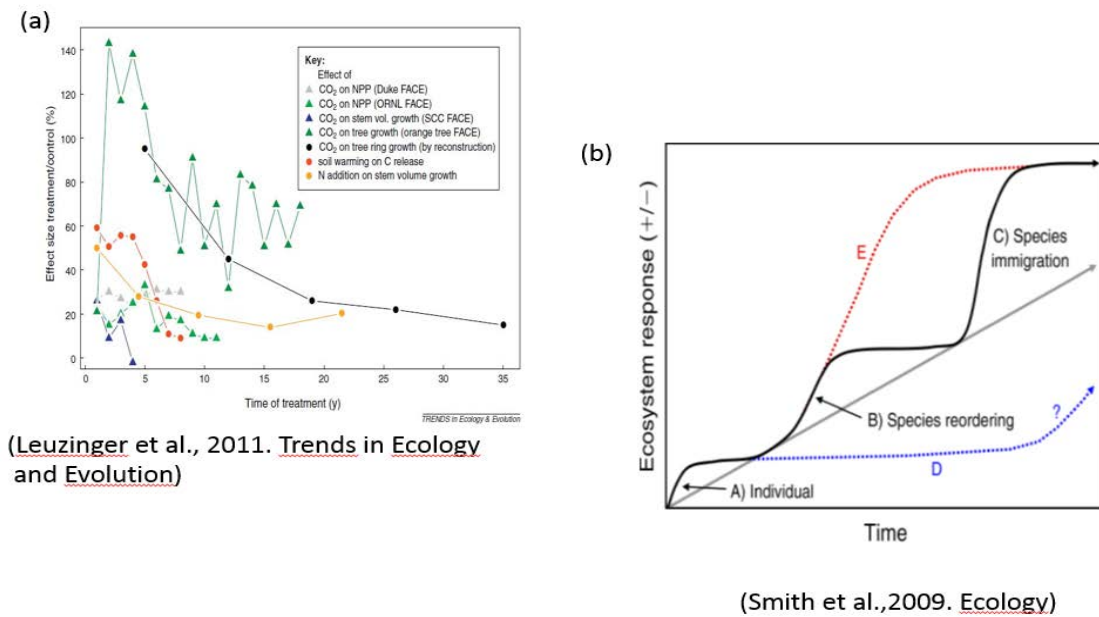 (a)
140
120
100
80
60
40
20
0
Effect size treatment/control (%)
Key:
Effect of
CO2 on NPP (Duke FACE)
CO2 on NPP (ORNL FACE)
CO2 on stem vol. growth (SCC FACE)
CO2 on tree growth (orange tree FACE)
CO2 on tree ring growth (by reconstruction)
soil warming on C release
N addition on stem volume growth
0 5 10 15 20 25 30 35
Time of treatment (y)
TRENDS in Ecology & Evolution
(Leuzinger et al., 2011. Trends in Ecology
and Evolution)
(b)
Ecosystem response (+/–)
E
C) Species
immigration
B) Species reordering
?
D
A) Individual
Time
(Smith et al.,2009. Ecology)